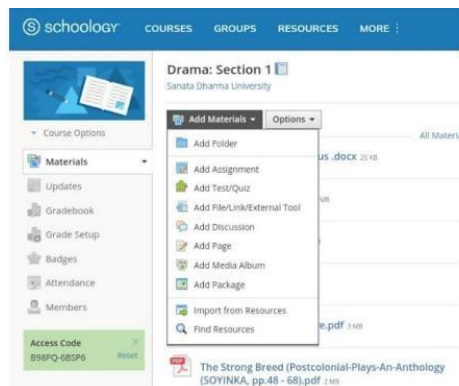 schoology
COURSES
GROUPS
RESOURCES
MORE
Drama: Section 1
Sanata Dharma University
Course Options
Materials
Updates
Gradebook
Grade Setup
Badges
Attendance
Members
Access Code
B98PQ-6BSP6
Reset
Add Materials
Options
All Materi
Add Folder
us .docx 25 KB
Add Assignment
Add Test/Quiz
Add File/Link/External Tool
MB
Add Discussion
Add Page
Add Media Album
Add Package
Import from Resources
Find Resources
e.pdf 3 MB
PDF
The Strong Breed (Postcolonial-Plays-An-Anthology
(SOYINKA, pp.48 - 68).pdf 2 MB